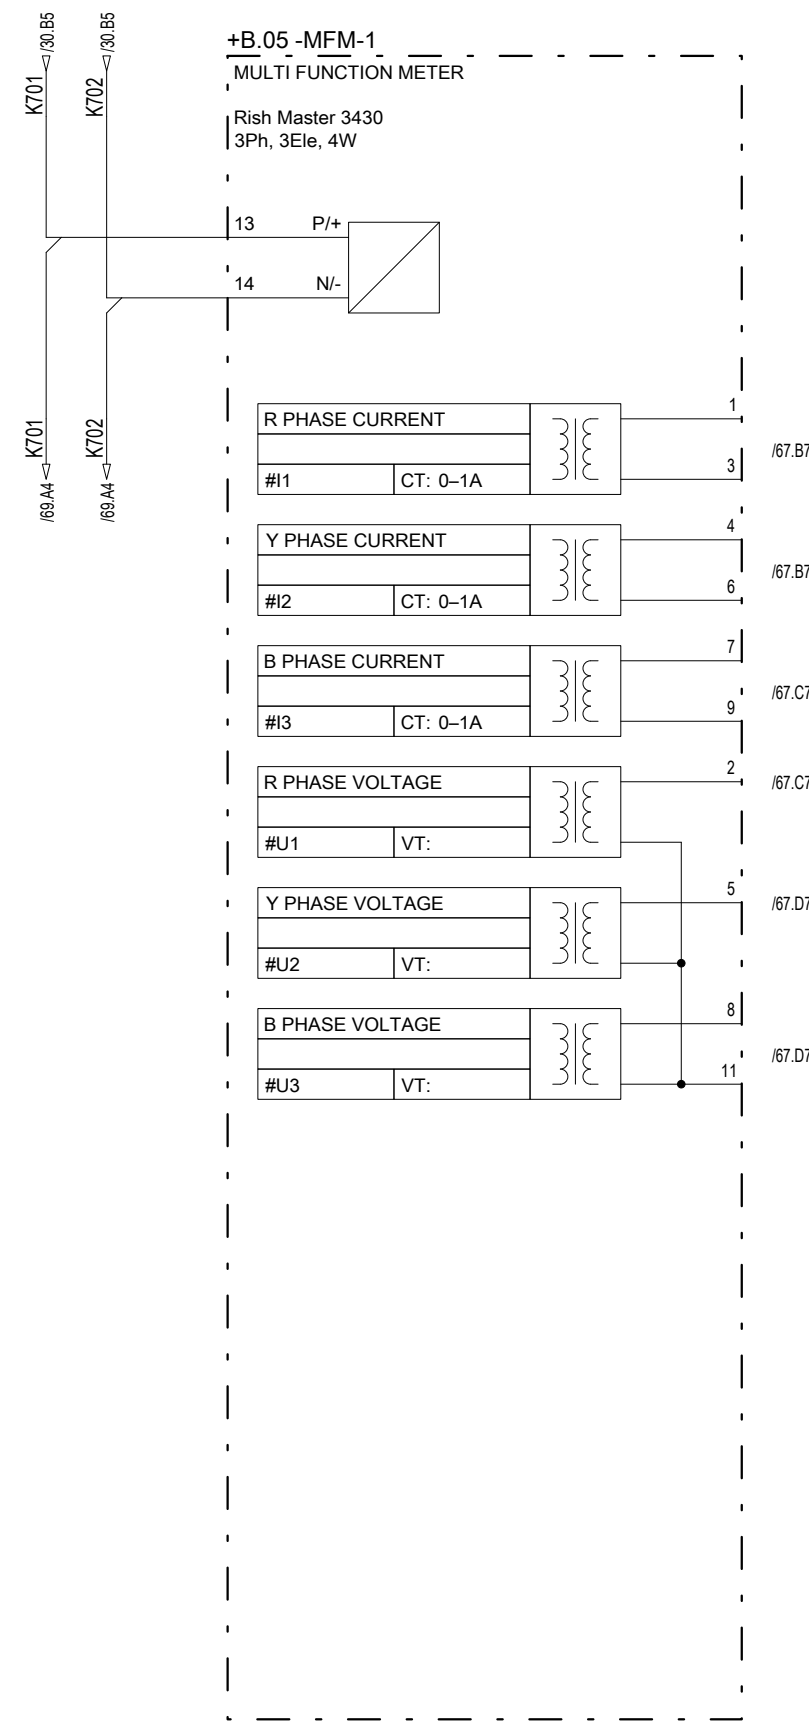 /30.B5
/30.B5
K701
K702
+B.05 -MFM-1
MULTI FUNCTION METER
Rish Master 3430
3Ph, 3Ele, 4W
13 P/+
14 N/-
K701
K702
/69.A4
/69.A4
R PHASE CURRENT
#I1 CT: 0–1A
1
3
/67.B7
Y PHASE CURRENT
#I2 CT: 0–1A
4
6
/67.B7
B PHASE CURRENT
#I3 CT: 0–1A
7
9
/67.C7
R PHASE VOLTAGE
#U1 VT:
2
/67.C7
Y PHASE VOLTAGE
#U2 VT:
5
/67.D7
B PHASE VOLTAGE
#U3 VT:
8
11
/67.D7